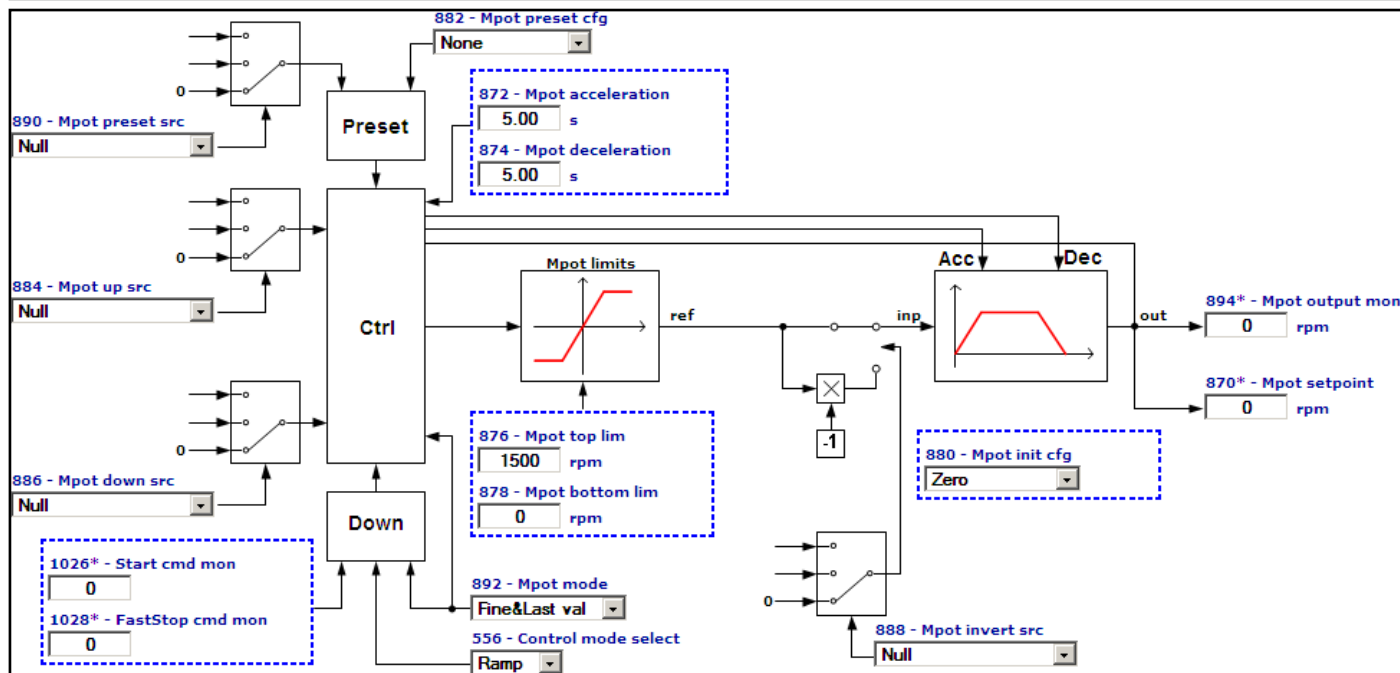 882 - Mpot preset cfg
None
872 - Mpot acceleration
5.00 s
874 - Mpot deceleration
5.00 s
0
890 - Mpot preset src
Null
Preset
0
884 - Mpot up src
Null
Ctrl
Mpot limits
ref
inp
Acc
Dec
out
894* - Mpot output mon
0 rpm
870* - Mpot setpoint
0 rpm
-1
876 - Mpot top lim
1500 rpm
878 - Mpot bottom lim
0 rpm
880 - Mpot init cfg
Zero
0
886 - Mpot down src
Null
Down
1026* - Start cmd mon
0
1028* - FastStop cmd mon
0
892 - Mpot mode
Fine&Last val
556 - Control mode select
Ramp
0
888 - Mpot invert src
Null